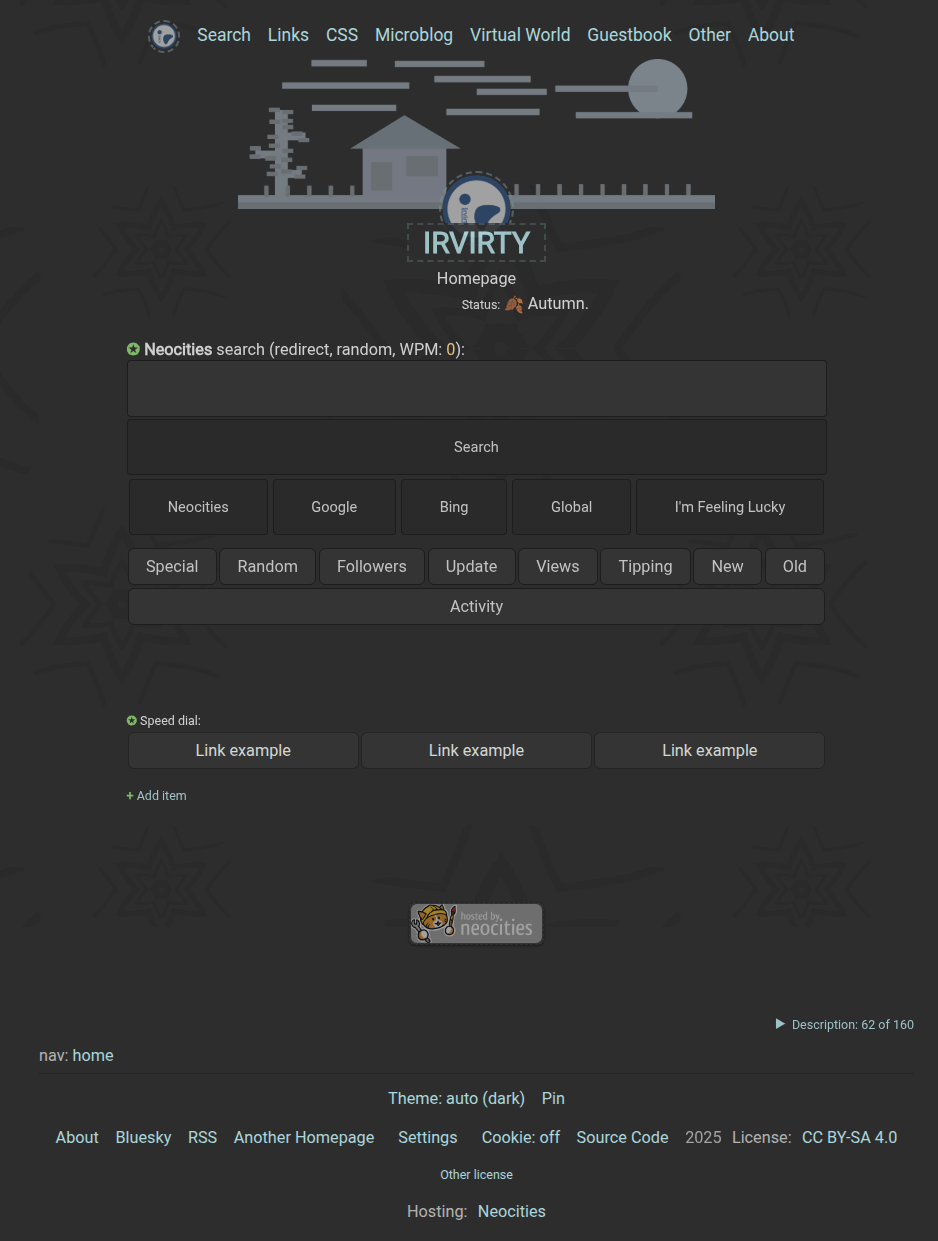 Search Links CSS Microblog Virtual World Guestbook Other About
IRVIRTY
Homepage
Status: 🍂 Autumn.
✪ Neocities search (redirect, random, WPM: 0):
Search
Neocities Google Bing Global I'm Feeling Lucky
Special Random Followers Update Views Tipping New Old
Activity
✪ Speed dial:
Link example Link example Link example
+ Add item
hosted by
neocities
▶ Description: 62 of 160
nav: home
Theme: auto (dark) Pin
About Bluesky RSS Another Homepage Settings Cookie: off Source Code 2025 License: CC BY-SA 4.0
Other license
Hosting: Neocities